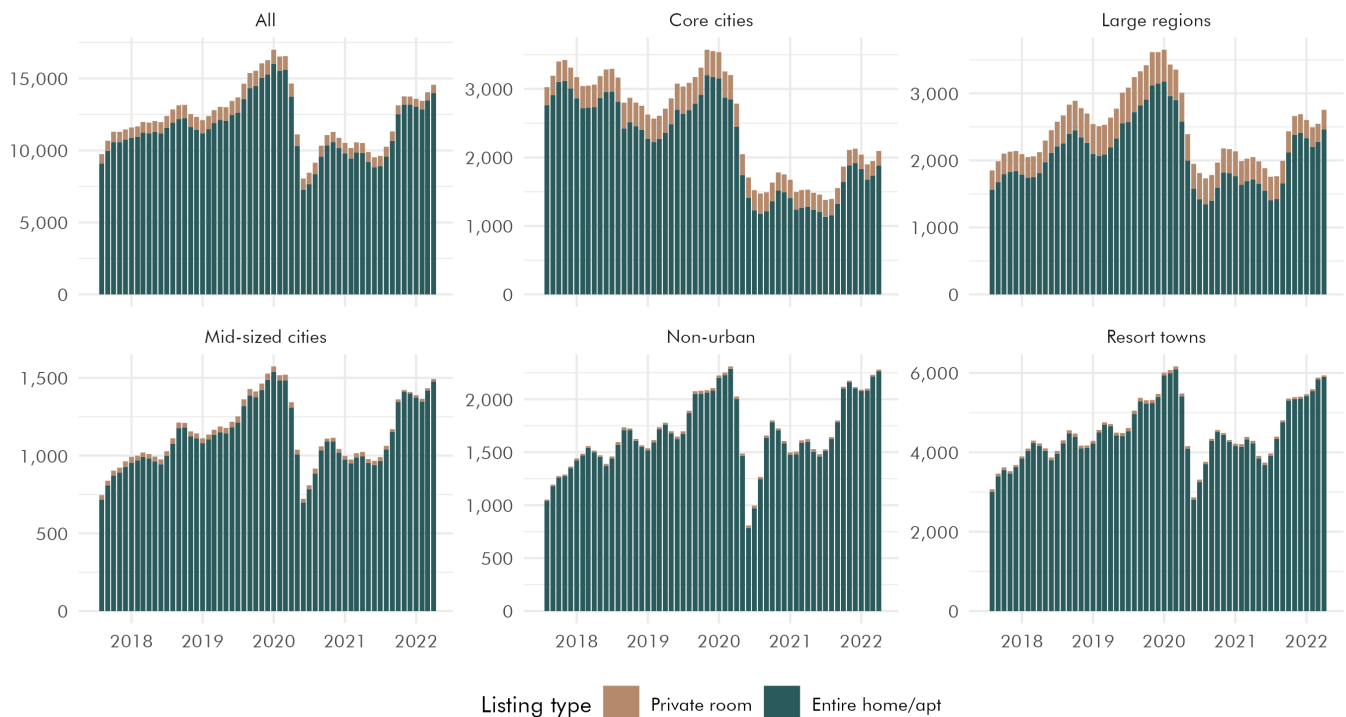 All
Core cities
Large regions
15,000
10,000
5,000
0
3,000
2,000
1,000
0
3,000
2,000
1,000
0
Mid-sized cities
Non-urban
Resort towns
1,500
1,000
500
0
2,000
1,500
1,000
500
0
6,000
4,000
2,000
0
2018 2019 2020 2021 2022
2018 2019 2020 2021 2022
2018 2019 2020 2021 2022
Listing type Private room Entire home/apt